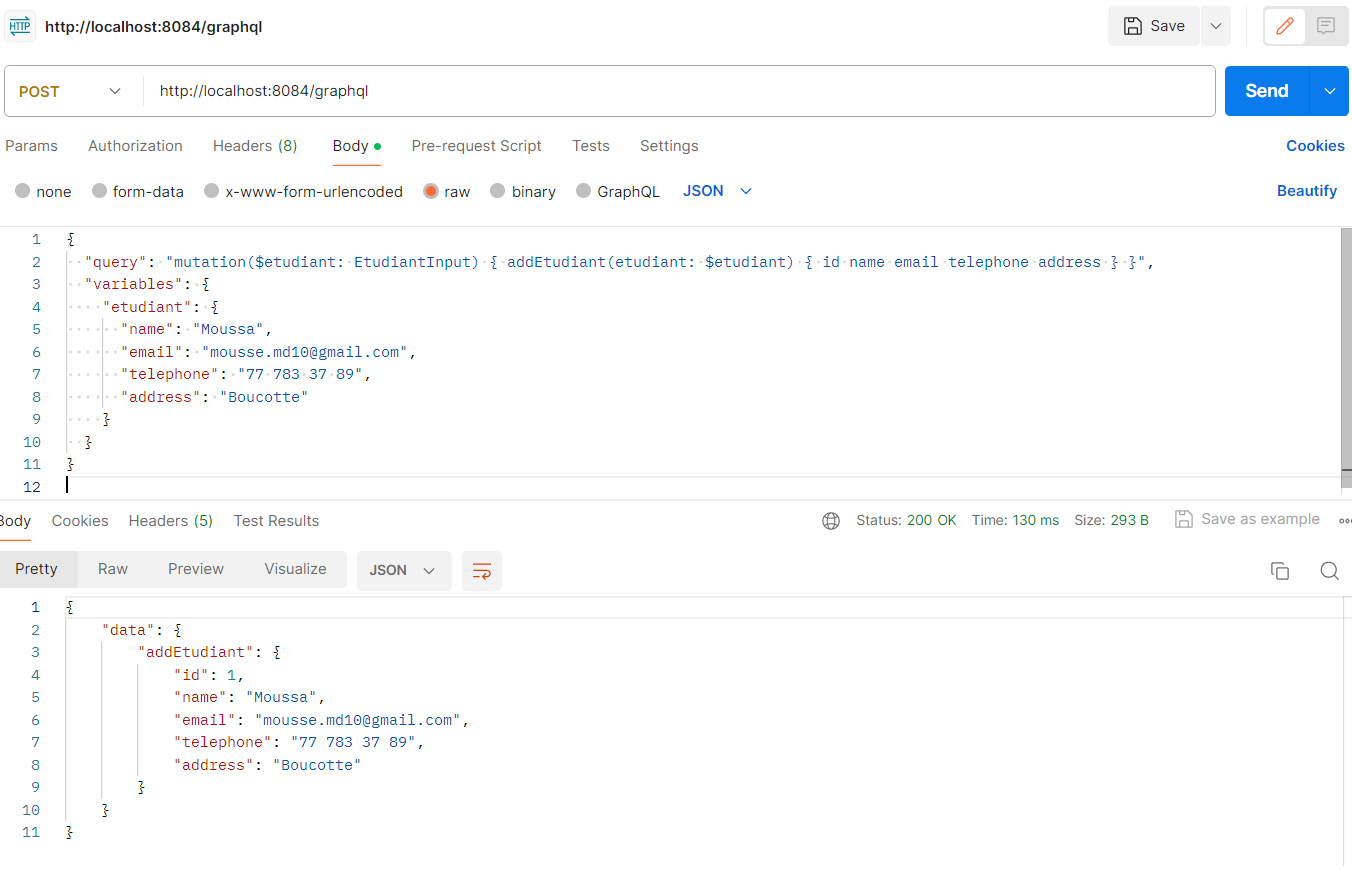 HTTP http://localhost:8084/graphql Save
POST http://localhost:8084/graphql Send
Params Authorization Headers (8) Body Pre-request Script Tests Settings Cookies
none form-data x-www-form-urlencoded raw binary GraphQL JSON Beautify
1 {
2 "query": "mutation($etudiant: EtudiantInput) { addEtudiant(etudiant: $etudiant) { id name email telephone address } }",
3 "variables": {
4 "etudiant": {
5 "name": "Moussa",
6 "email": "mousse.md10@gmail.com",
7 "telephone": "77 783 37 89",
8 "address": "Boucotte"
9 }
10 }
11 }
12
Body Cookies Headers (5) Test Results Status: 200 OK Time: 130 ms Size: 293 B Save as example
Pretty Raw Preview Visualize JSON
1 {
2 "data": {
3 "addEtudiant": {
4 "id": 1,
5 "name": "Moussa",
6 "email": "mousse.md10@gmail.com",
7 "telephone": "77 783 37 89",
8 "address": "Boucotte"
9 }
10 }
11 }